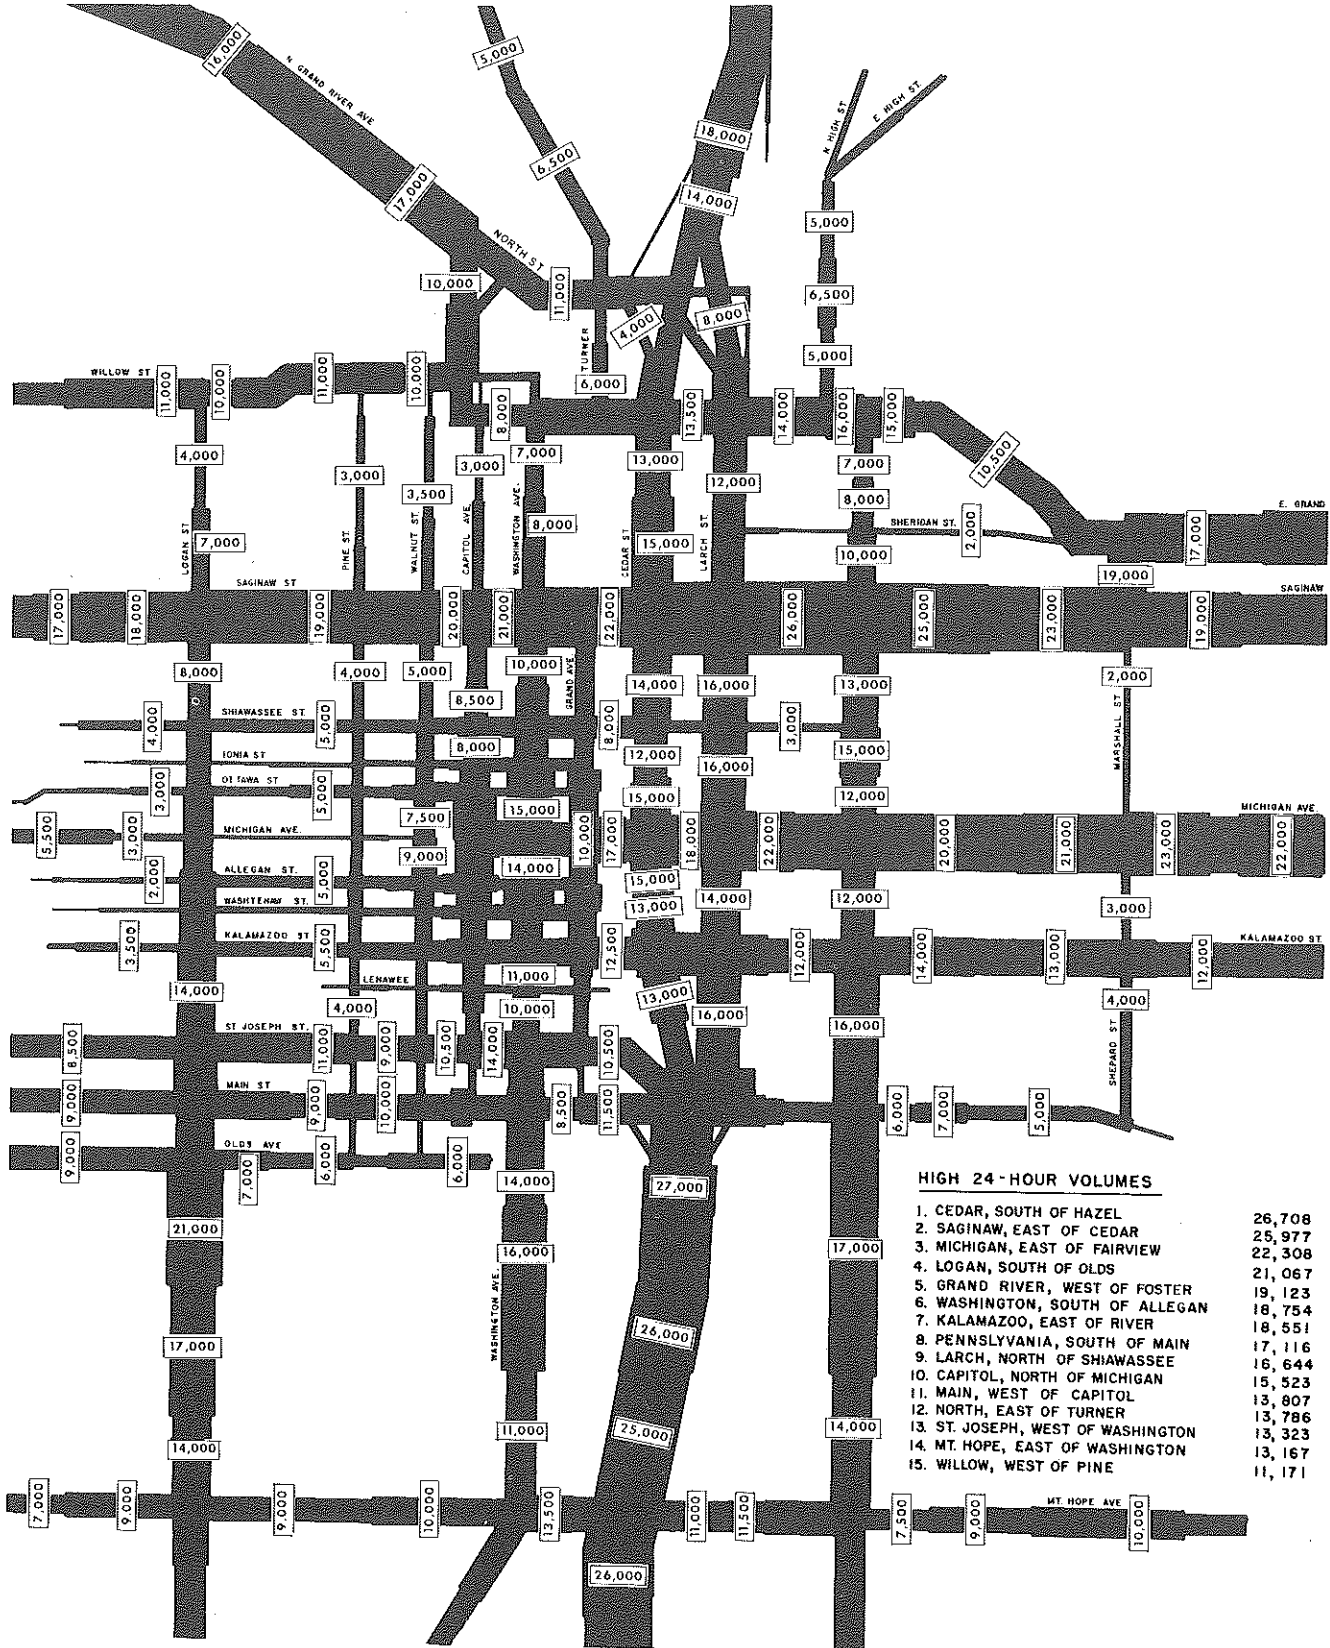 16,000
N GRAND RIVER AVE
5,000
18,000
N HIGH ST
E HIGH ST.
6,500
17,000
14,000
5,000
NORTH ST
10,000
11,000
6,500
4,000
8,000
TURNER
5,000
WILLOW ST
11,000
10,000
11,000
10,000
6,000
8,000
13,500
14,000
16,000
15,000
4,000
3,000
3,000
7,000
13,000
7,000
10,500
3,500
12,000
8,000
LOGAN ST
7,000
PINE ST.
WALNUT ST.
CAPITOL AVE
WASHINGTON AVE.
8,000
CEDAR ST
15,000
LARCH ST.
SHERIDAN ST.
2,000
10,000
E. GRAND
17,000
19,000
SAGINAW ST
SAGINAW
17,000
18,000
19,000
20,000
21,000
22,000
26,000
25,000
23,000
19,000
8,000
4,000
5,000
10,000
GRAND AVE
14,000
16,000
13,000
2,000
8,500
MARSHALL ST
SHIAWASSEE ST.
4,000
5,000
8,000
8,000
12,000
3,000
15,000
IONIA ST
16,000
OTTAWA ST
3,000
5,000
15,000
15,000
12,000
7,500
MICHIGAN AVE.
MICHIGAN AVE.
5,500
3,000
9,000
10,000
17,000
18,000
22,000
20,000
21,000
23,000
22,000
ALLEGAN ST.
2,000
5,000
14,000
15,000
WASHTENAW ST.
13,000
14,000
12,000
3,000
KALAMAZOO ST
KALAMAZOO ST.
3,500
5,500
12,500
12,000
14,000
13,000
12,000
LENAWEE
11,000
14,000
4,000
10,000
13,000
16,000
16,000
4,000
ST JOSEPH ST.
8,500
11,000
9,000
10,500
14,000
10,500
SHEPARD ST
MAIN ST
9,000
9,000
10,000
8,500
11,500
6,000
7,000
5,000
OLDS AVE
9,000
7,000
6,000
6,000
14,000
27,000
21,000
16,000
17,000
WASHINGTON AVE.
17,000
26,000
14,000
11,000
25,000
14,000
MT. HOPE AVE
7,000
9,000
9,000
10,000
13,500
11,000
11,500
7,500
9,000
10,000
26,000
HIGH 24-HOUR VOLUMES
1. CEDAR, SOUTH OF HAZEL 26,708
2. SAGINAW, EAST OF CEDAR 25,977
3. MICHIGAN, EAST OF FAIRVIEW 22,308
4. LOGAN, SOUTH OF OLDS 21,067
5. GRAND RIVER, WEST OF FOSTER 19,123
6. WASHINGTON, SOUTH OF ALLEGAN 18,754
7. KALAMAZOO, EAST OF RIVER 18,551
8. PENNSLYVANIA, SOUTH OF MAIN 17,116
9. LARCH, NORTH OF SHIAWASSEE 16,644
10. CAPITOL, NORTH OF MICHIGAN 15,523
11. MAIN, WEST OF CAPITOL 13,807
12. NORTH, EAST OF TURNER 13,786
13. ST. JOSEPH, WEST OF WASHINGTON 13,323
14. MT. HOPE, EAST OF WASHINGTON 13,167
15. WILLOW, WEST OF PINE 11,171